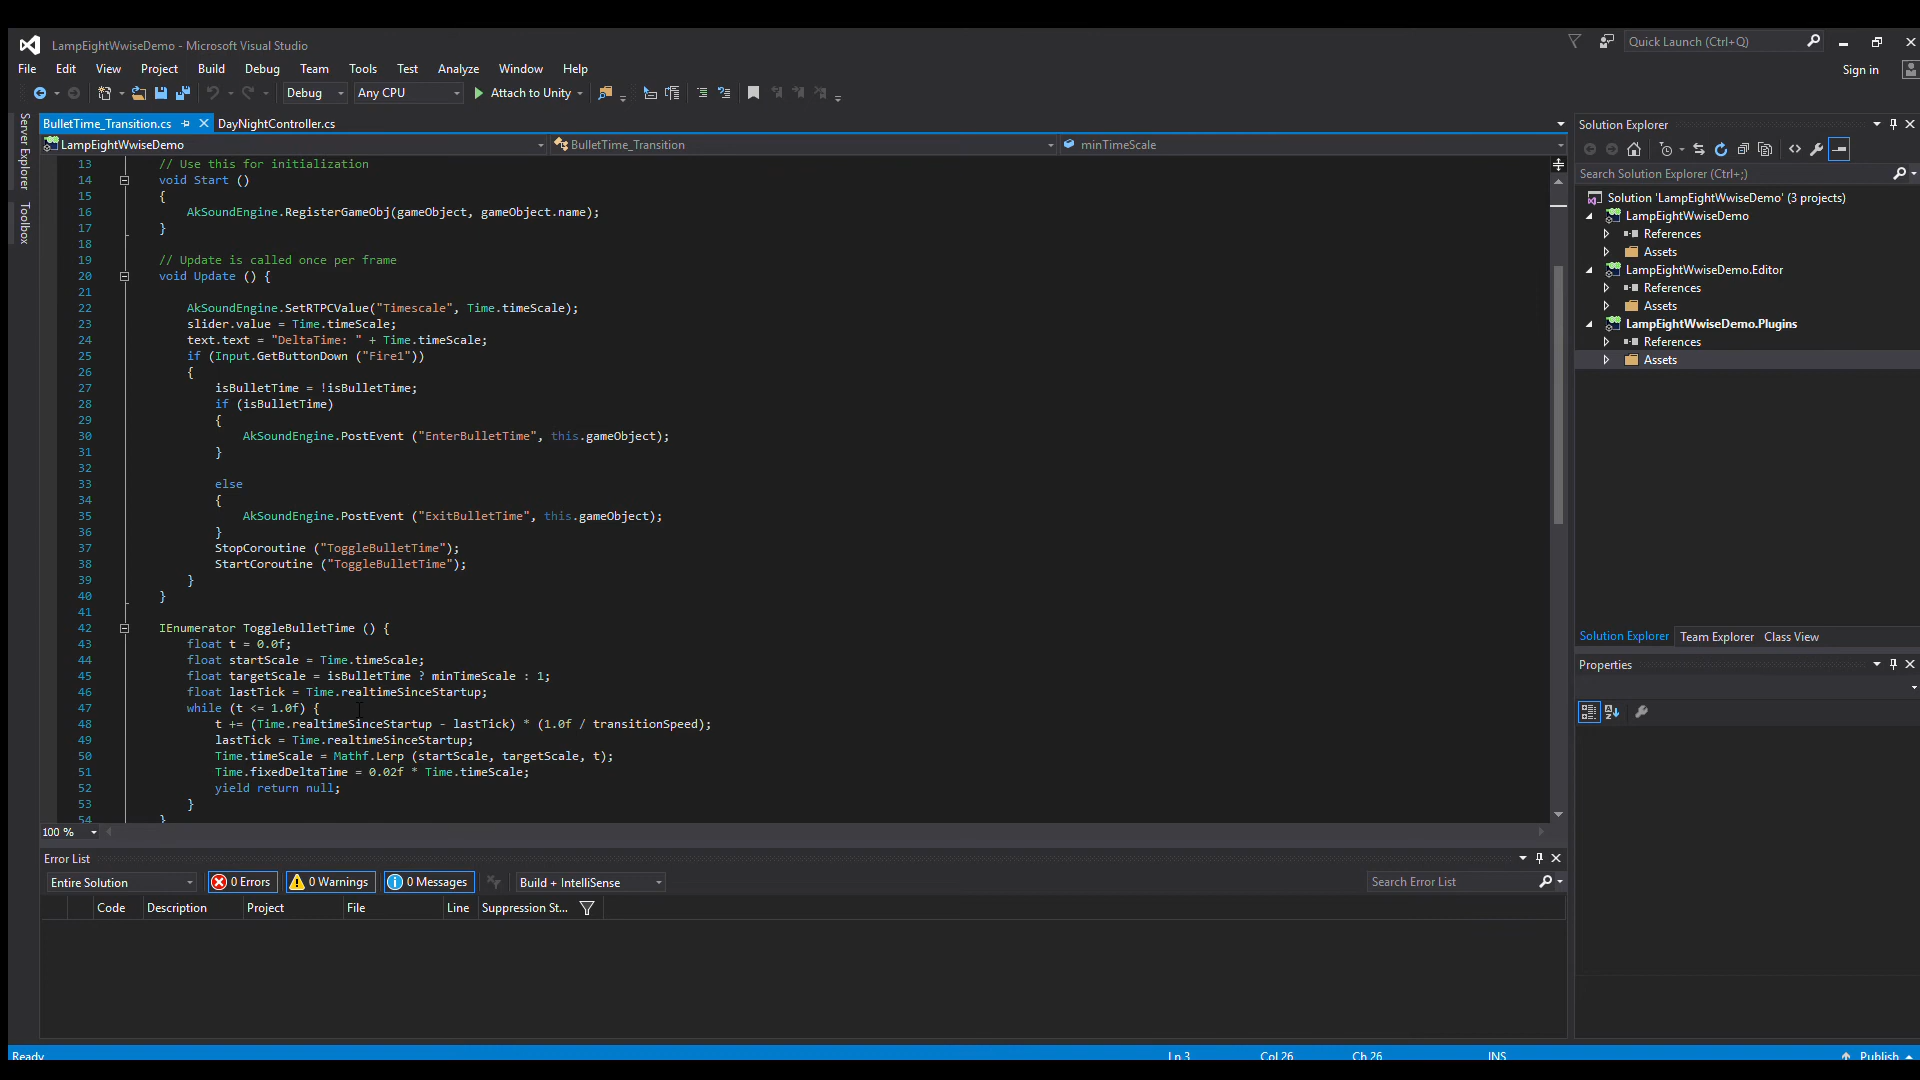 LampEightWwiseDemo - Microsoft Visual Studio
Quick Launch (Ctrl+Q)
File Edit View Project Build Debug Team Tools Test Analyze Window Help
Sign in
Debug Any CPU Attach to Unity
Server Explorer
Toolbox
BulletTime_Transition.cs DayNightController.cs
LampEightWwiseDemo BulletTime_Transition minTimeScale
13 // Use this for initialization
14 void Start ()
15 {
16 AkSoundEngine.RegisterGameObj(gameObject, gameObject.name);
17 }
18
19 // Update is called once per frame
20 void Update () {
21
22 AkSoundEngine.SetRTPCValue("Timescale", Time.timeScale);
23 slider.value = Time.timeScale;
24 text.text = "DeltaTime: " + Time.timeScale;
25 if (Input.GetButtonDown ("Fire1"))
26 {
27 isBulletTime = !isBulletTime;
28 if (isBulletTime)
29 {
30 AkSoundEngine.PostEvent ("EnterBulletTime", this.gameObject);
31 }
32
33 else
34 {
35 AkSoundEngine.PostEvent ("ExitBulletTime", this.gameObject);
36 }
37 StopCoroutine ("ToggleBulletTime");
38 StartCoroutine ("ToggleBulletTime");
39 }
40 }
41
42 IEnumerator ToggleBulletTime () {
43 float t = 0.0f;
44 float startScale = Time.timeScale;
45 float targetScale = isBulletTime ? minTimeScale : 1;
46 float lastTick = Time.realtimeSinceStartup;
47 while (t <= 1.0f) {
48 t += (Time.realtimeSinceStartup - lastTick) * (1.0f / transitionSpeed);
49 lastTick = Time.realtimeSinceStartup;
50 Time.timeScale = Mathf.Lerp (startScale, targetScale, t);
51 Time.fixedDeltaTime = 0.02f * Time.timeScale;
52 yield return null;
53 }
54 }
100 %
Error List
Entire Solution 0 Errors 0 Warnings 0 Messages Build + IntelliSense Search Error List
Code Description Project File Line Suppression St...
Solution Explorer
Search Solution Explorer (Ctrl+;)
Solution 'LampEightWwiseDemo' (3 projects)
LampEightWwiseDemo
References
Assets
LampEightWwiseDemo.Editor
References
Assets
LampEightWwiseDemo.Plugins
References
Assets
Solution Explorer Team Explorer Class View
Properties
Ready Ln 3 Col 26 Ch 26 INS Publish